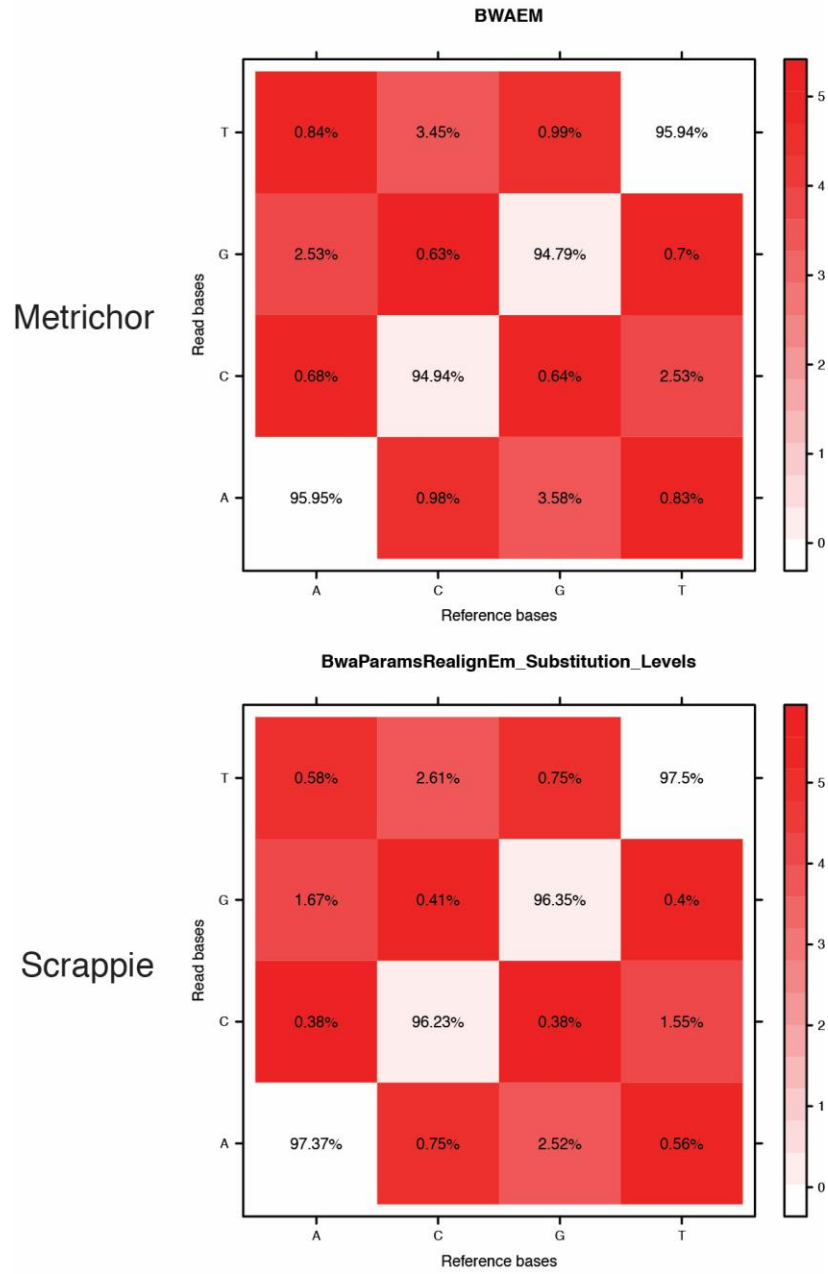 BWAEM
Metrichor
Read bases
T
0.84%
3.45%
0.99%
95.94%
G
2.53%
0.63%
94.79%
0.7%
C
0.68%
94.94%
0.64%
2.53%
A
95.95%
0.98%
3.58%
0.83%
A
C
G
T
Reference bases
5
4
3
2
1
0
BwaParamsRealignEm_Substitution_Levels
Scrappie
Read bases
T
0.58%
2.61%
0.75%
97.5%
G
1.67%
0.41%
96.35%
0.4%
C
0.38%
96.23%
0.38%
1.55%
A
97.37%
0.75%
2.52%
0.56%
A
C
G
T
Reference bases
5
4
3
2
1
0